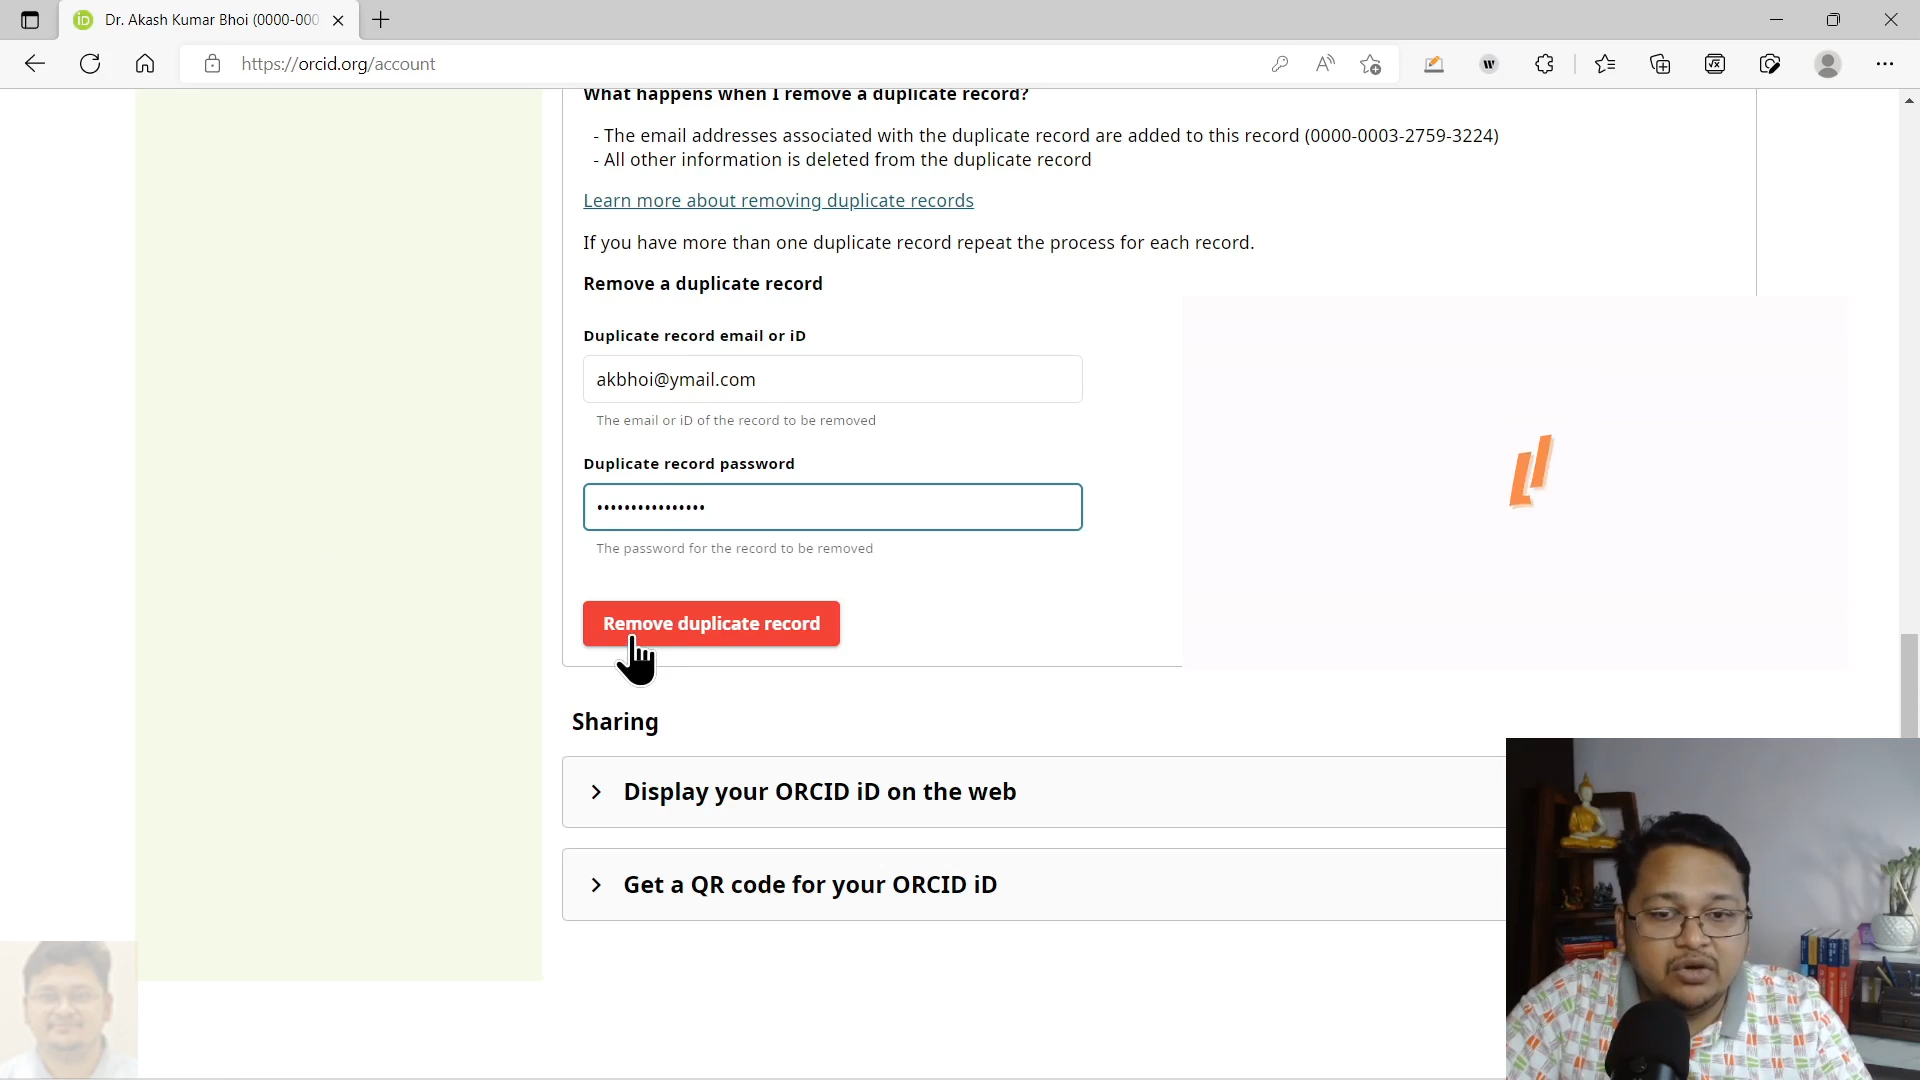 iD Dr. Akash Kumar Bhoi (0000-000
https://orcid.org/account
W
What happens when I remove a duplicate record?
- The email addresses associated with the duplicate record are added to this record (0000-0003-2759-3224)
- All other information is deleted from the duplicate record
Learn more about removing duplicate records
If you have more than one duplicate record repeat the process for each record.
Remove a duplicate record
Duplicate record email or iD
akbhoi@ymail.com
The email or iD of the record to be removed
Duplicate record password
••••••••••••••••
The password for the record to be removed
Remove duplicate record
Sharing
Display your ORCID iD on the web
Get a QR code for your ORCID iD